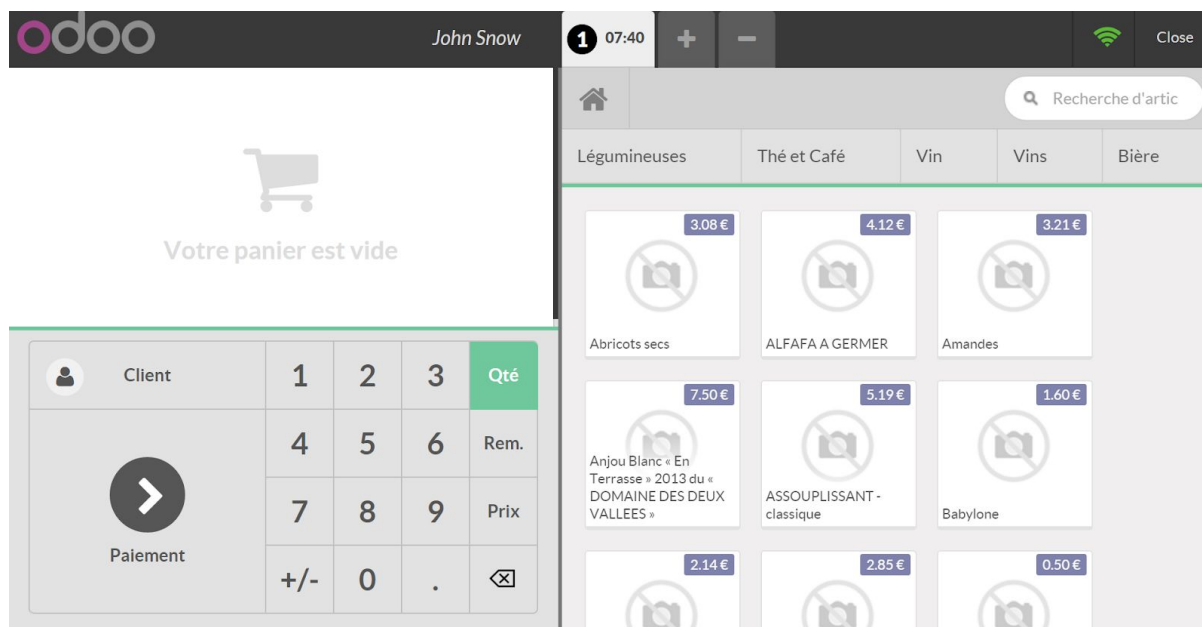 odoo
John Snow
1 07:40
+
−
Close
Recherche d'artic
Légumineuses
Thé et Café
Vin
Vins
Bière
Votre panier est vide
Client
1 2 3 Qté
4 5 6 Rem.
7 8 9 Prix
+/- 0 .
Paiement
3.08 €
Abricots secs
4.12 €
ALFAFA A GERMER
3.21 €
Amandes
7.50 €
Anjou Blanc « En
Terrasse » 2013 du «
DOMAINE DES DEUX
VALLEES »
5.19 €
ASSOUPLISSANT -
classique
1.60 €
Babylone
2.14 €
2.85 €
0.50 €